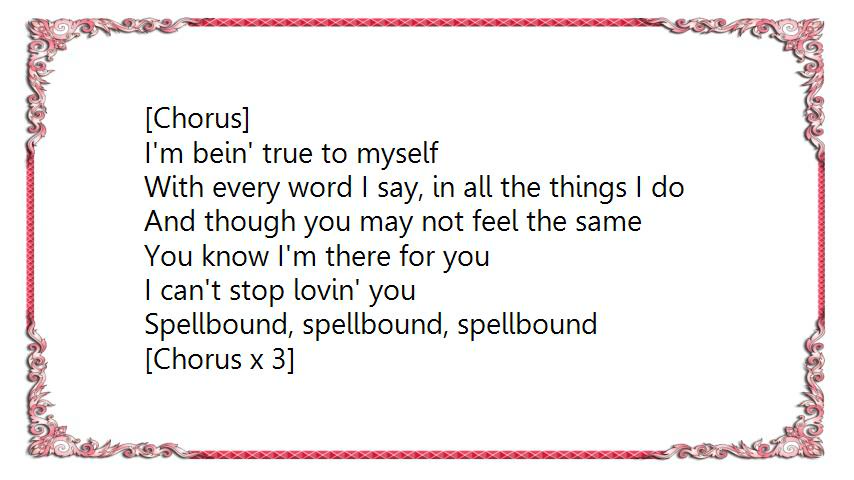 [Chorus]
I'm bein' true to myself
With every word I say, in all the things I do
And though you may not feel the same
You know I'm there for you
I can't stop lovin' you
Spellbound, spellbound, spellbound
[Chorus x 3]